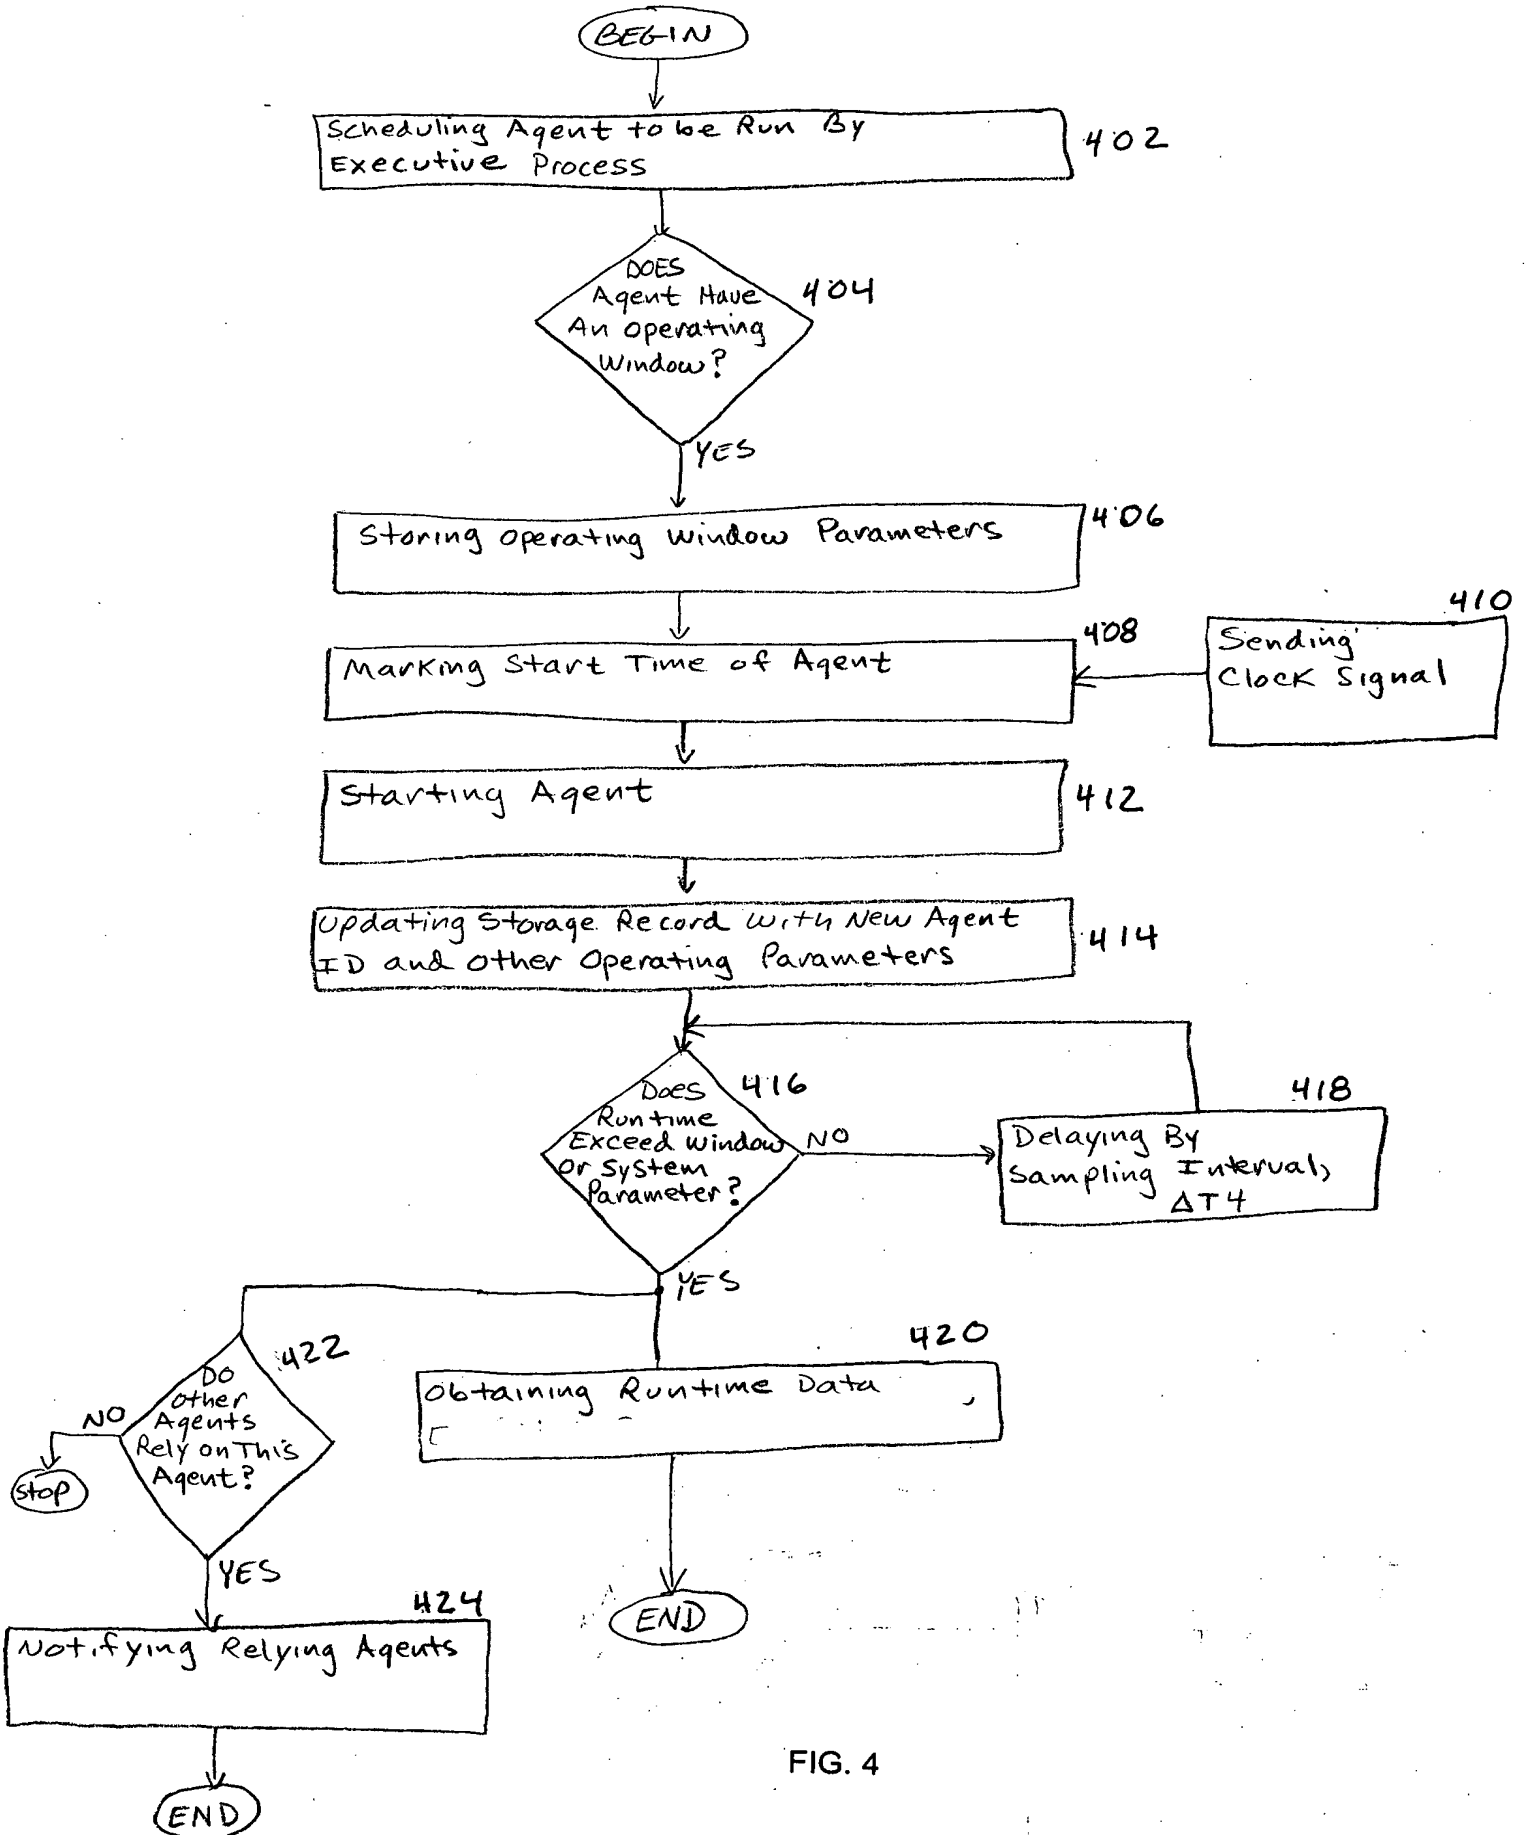 BEGIN
Scheduling Agent to be Run By
Executive Process
402
DOES
Agent Have
An Operating
Window?
404
YES
Storing Operating Window Parameters
406
Marking Start Time of Agent
408
410
Sending
Clock Signal
Starting Agent
412
Updating Storage Record With New Agent
ID and Other Operating Parameters
414
DOES
Runtime
Exceed Window
Or System
Parameter?
416
NO
418
Delaying By
Sampling Interval,
ΔT4
YES
422
DO
Other
Agents
Rely on This
Agent?
NO
Stop
420
Obtaining Runtime Data
YES
END
424
Notifying Relying Agents
END
FIG. 4